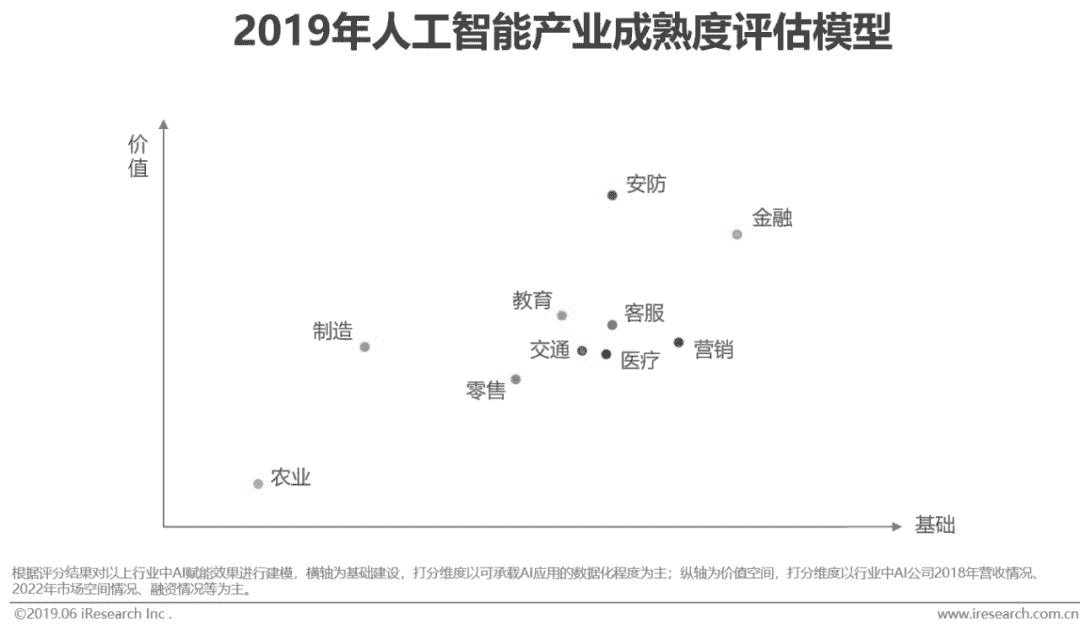 2019年人工智能产业成熟度评估模型
价
值
安防
金融
教育
客服
制造
交通
医疗
营销
零售
农业
基础
根据评分结果对以上行业中AI赋能效果进行建模，横轴为基础建设，打分维度以可承载AI应用的数据化程度为主；纵轴为价值空间，打分维度以行业中AI公司2018年营收情况、
2022年市场空间情况、融资情况等为主。
©2019.06 iResearch Inc .
www.iresearch.com.cn